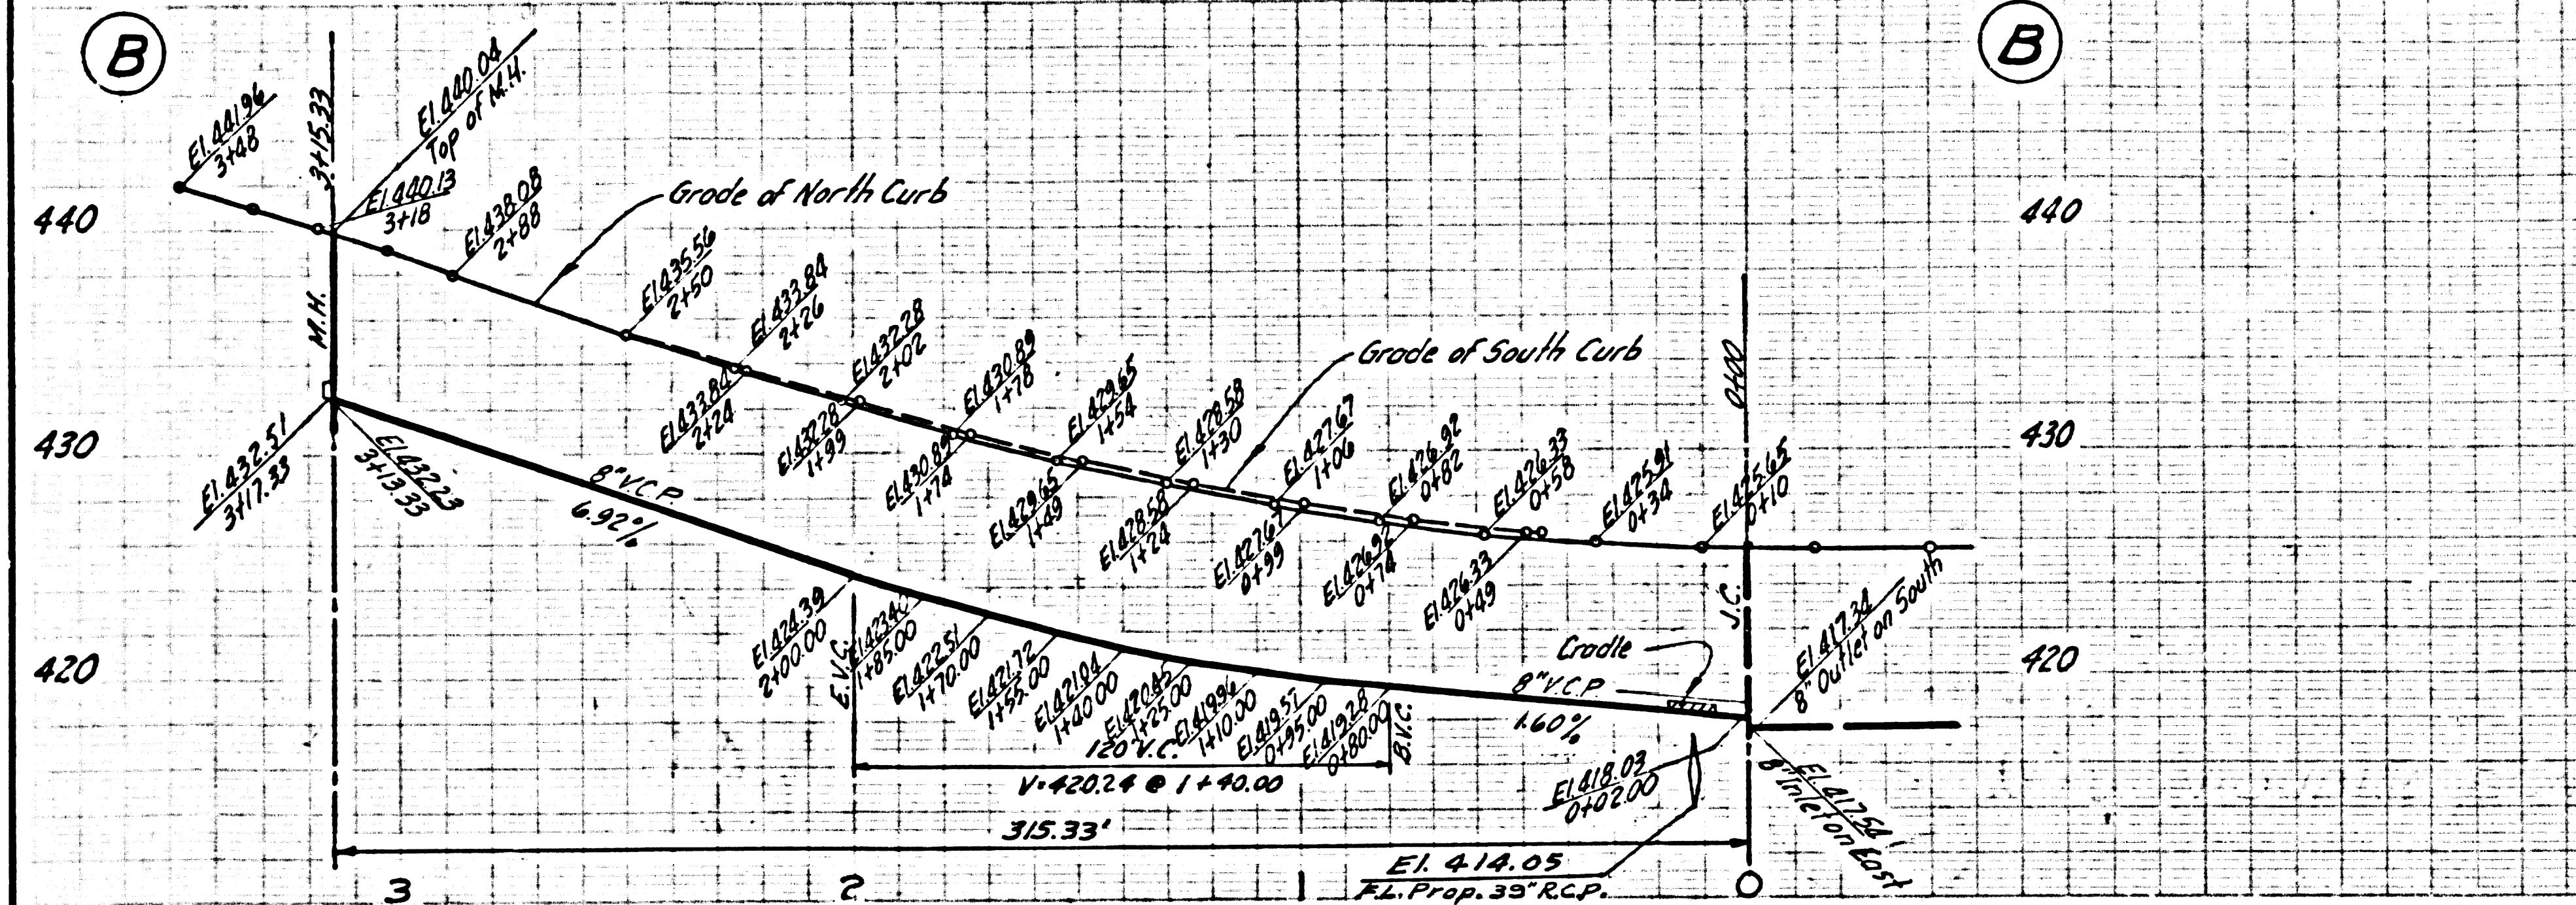 B
B
El. 441.96
3+48
3+15.33
El. 440.04
Top of M.H.
El. 440.13
3+18
El. 438.08
2+88
Grade of North Curb
440
440
El. 435.56
2+50
El. 433.84
2+26
El. 432.28
2+02
El. 430.89
1+78
El. 429.65
1+54
El. 428.58
1+30
Grade of South Curb
El. 427.67
1+06
El. 426.92
0+82
El. 426.33
0+58
El. 425.91
0+34
El. 425.65
0+10
0+00
M.H.
430
430
El. 432.51
3+17.33
El. 432.23
3+13.33
8" V.C.P.
6.92%
El. 433.84
2+24
El. 432.28
1+99
El. 430.89
1+74
El. 429.65
1+49
El. 428.58
1+24
El. 427.67
0+99
El. 426.92
0+74
El. 426.33
0+49
J.C.
420
420
El. 424.39
2+00.00
E.V.C.
El. 423.40
1+85.00
El. 422.51
1+70.00
El. 421.72
1+55.00
El. 421.04
1+40.00
El. 420.45
1+25.00
El. 419.96
1+10.00
El. 419.57
0+95.00
El. 419.28
0+80.00
B.V.C.
Cradle
8" V.C.P.
1.60%
El. 417.34
8" Outlet on South
120' V.C.
V=420.24 @ 1+40.00
El. 418.03
0+02.00
El. 417.54
8" Inlet on East
315.33'
El. 414.05
F.L. Prop. 39" R.C.P.
3
2
1
0